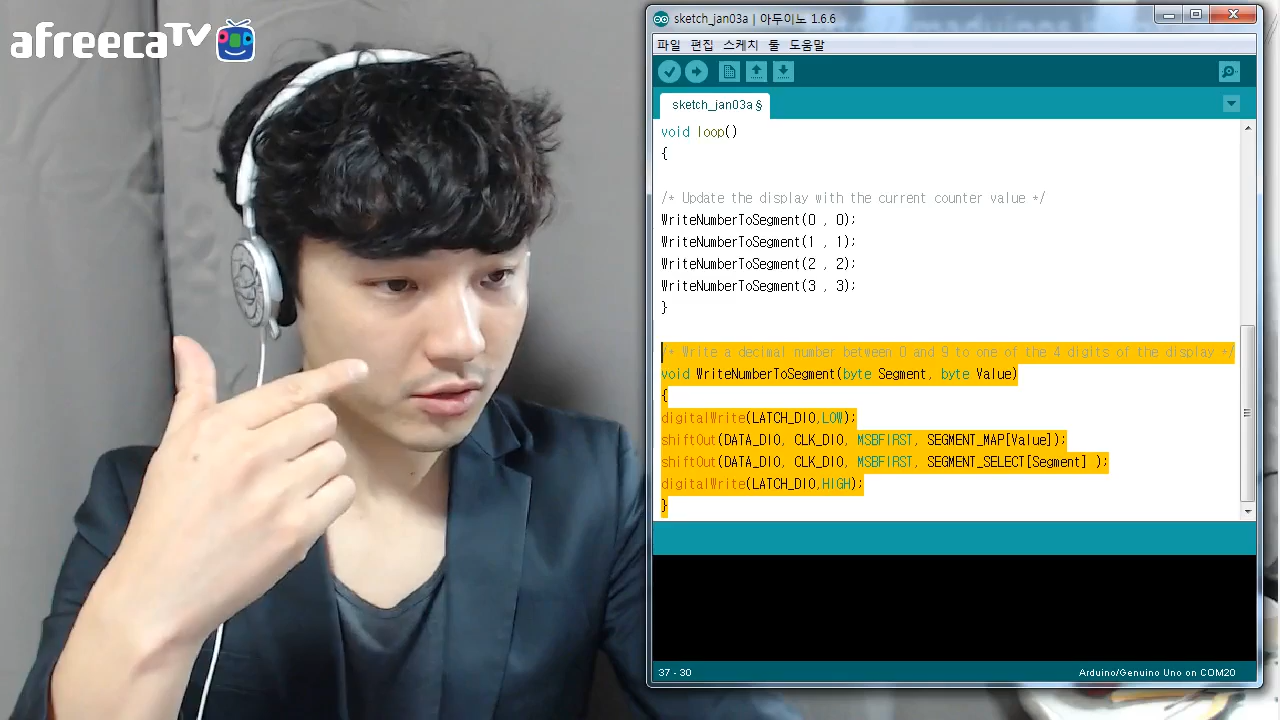 afreecaTV
sketch_jan03a | 아두이노 1.6.6
파일 편집 스케치 툴 도움말
sketch_jan03a §
void loop()
{
/* Update the display with the current counter value */
WriteNumberToSegment(0 , 0);
WriteNumberToSegment(1 , 1);
WriteNumberToSegment(2 , 2);
WriteNumberToSegment(3 , 3);
}
/* Write a decimal number between 0 and 9 to one of the 4 digits of the display */
void WriteNumberToSegment(byte Segment, byte Value)
{
digitalWrite(LATCH_DIO,LOW);
shiftOut(DATA_DIO, CLK_DIO, MSBFIRST, SEGMENT_MAP[Value]);
shiftOut(DATA_DIO, CLK_DIO, MSBFIRST, SEGMENT_SELECT[Segment] );
digitalWrite(LATCH_DIO,HIGH);
}
37 - 30
Arduino/Genuino Uno on COM20